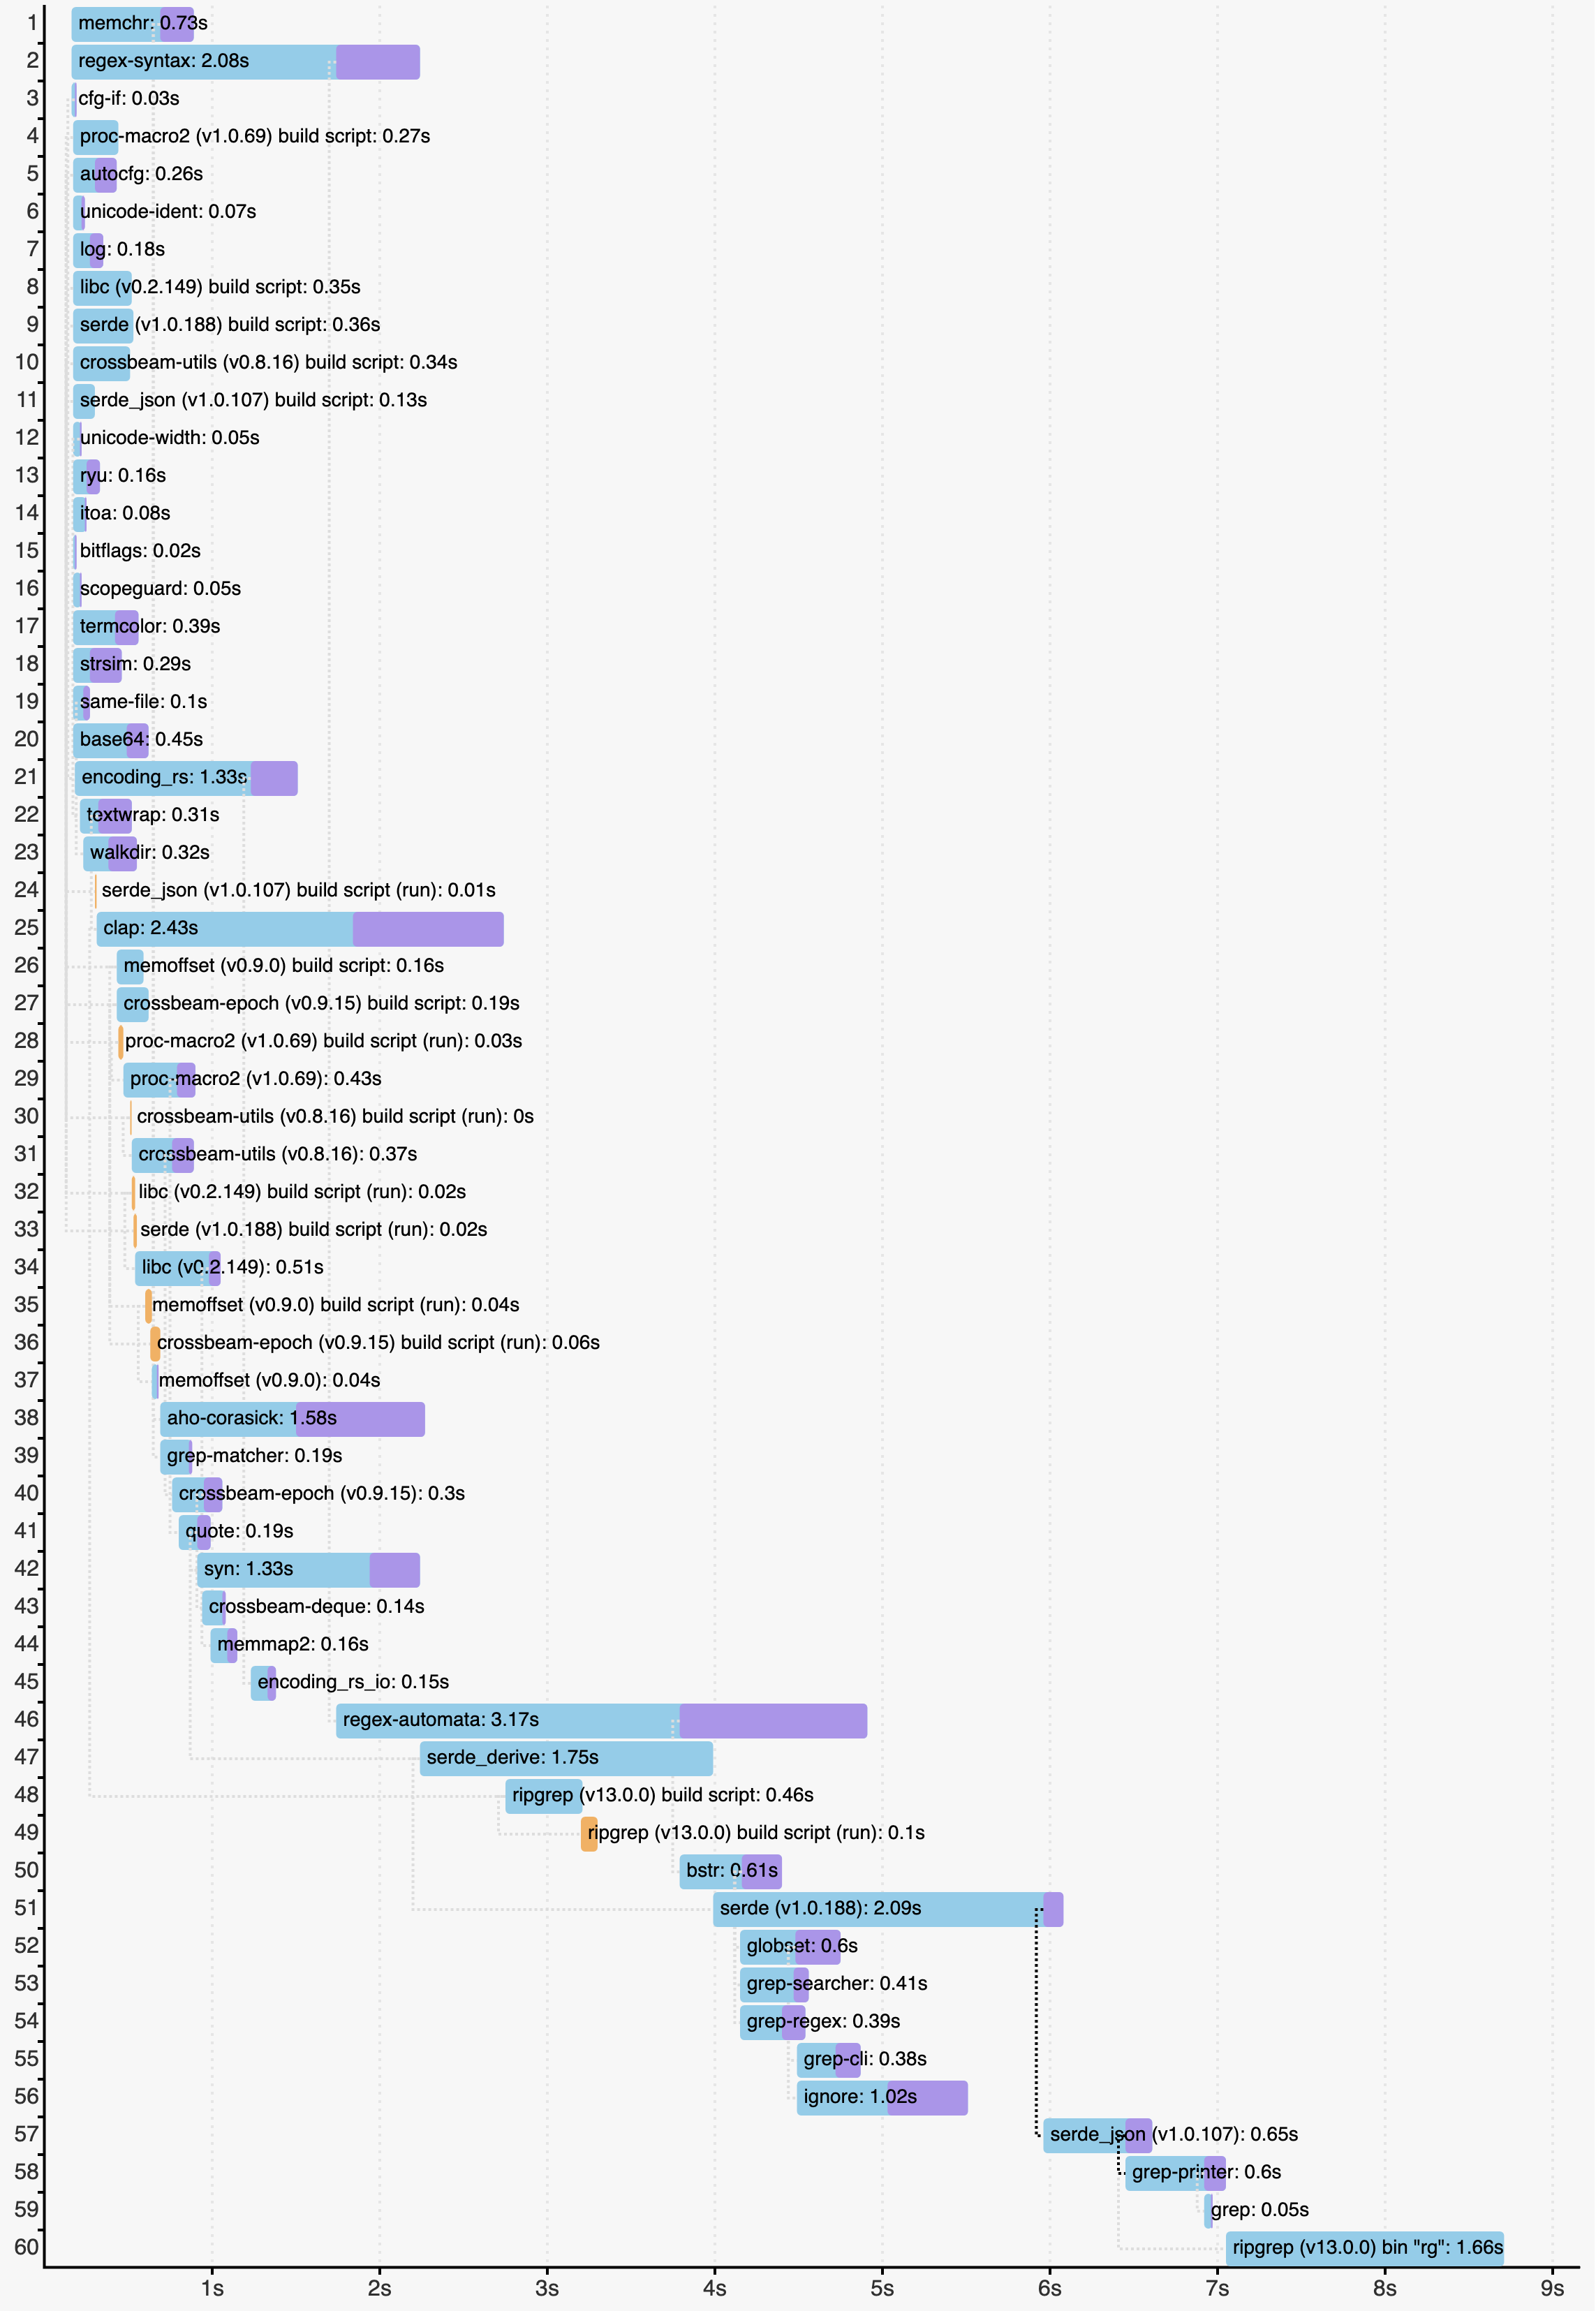 1 memchr: 0.73s
2 regex-syntax: 2.08s
3 cfg-if: 0.03s
4 proc-macro2 (v1.0.69) build script: 0.27s
5 autocfg: 0.26s
6 unicode-ident: 0.07s
7 log: 0.18s
8 libc (v0.2.149) build script: 0.35s
9 serde (v1.0.188) build script: 0.36s
10 crossbeam-utils (v0.8.16) build script: 0.34s
11 serde_json (v1.0.107) build script: 0.13s
12 unicode-width: 0.05s
13 ryu: 0.16s
14 itoa: 0.08s
15 bitflags: 0.02s
16 scopeguard: 0.05s
17 termcolor: 0.39s
18 strsim: 0.29s
19 same-file: 0.1s
20 base64: 0.45s
21 encoding_rs: 1.33s
22 textwrap: 0.31s
23 walkdir: 0.32s
24 serde_json (v1.0.107) build script (run): 0.01s
25 clap: 2.43s
26 memoffset (v0.9.0) build script: 0.16s
27 crossbeam-epoch (v0.9.15) build script: 0.19s
28 proc-macro2 (v1.0.69) build script (run): 0.03s
29 proc-macro2 (v1.0.69): 0.43s
30 crossbeam-utils (v0.8.16) build script (run): 0s
31 crossbeam-utils (v0.8.16): 0.37s
32 libc (v0.2.149) build script (run): 0.02s
33 serde (v1.0.188) build script (run): 0.02s
34 libc (v0.2.149): 0.51s
35 memoffset (v0.9.0) build script (run): 0.04s
36 crossbeam-epoch (v0.9.15) build script (run): 0.06s
37 memoffset (v0.9.0): 0.04s
38 aho-corasick: 1.58s
39 grep-matcher: 0.19s
40 crossbeam-epoch (v0.9.15): 0.3s
41 quote: 0.19s
42 syn: 1.33s
43 crossbeam-deque: 0.14s
44 memmap2: 0.16s
45 encoding_rs_io: 0.15s
46 regex-automata: 3.17s
47 serde_derive: 1.75s
48 ripgrep (v13.0.0) build script: 0.46s
49 ripgrep (v13.0.0) build script (run): 0.1s
50 bstr: 0.61s
51 serde (v1.0.188): 2.09s
52 globset: 0.6s
53 grep-searcher: 0.41s
54 grep-regex: 0.39s
55 grep-cli: 0.38s
56 ignore: 1.02s
57 serde_json (v1.0.107): 0.65s
58 grep-printer: 0.6s
59 grep: 0.05s
60 ripgrep (v13.0.0) bin "rg": 1.66s
1s 2s 3s 4s 5s 6s 7s 8s 9s